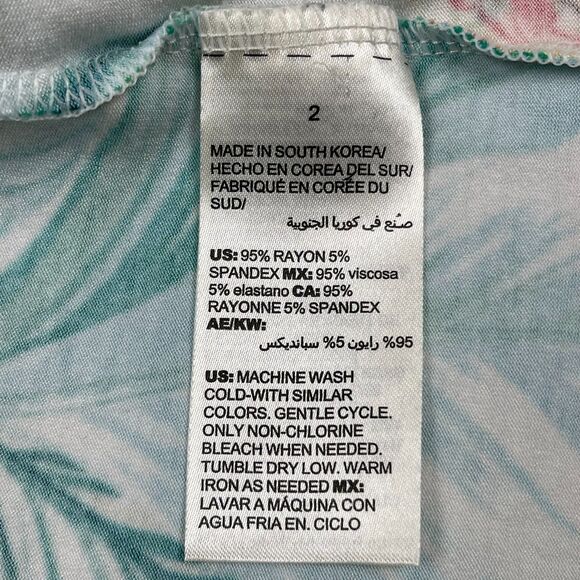 2
MADE IN SOUTH KOREA/
HECHO EN COREA DEL SUR/
FABRIQUÉ EN CORÉE DU
SUD/
صنع في كوريا الجنوبية
US: 95% RAYON 5%
SPANDEX MX: 95% viscosa
5% elastano CA: 95%
RAYONNE 5% SPANDEX
AE/KW:
95% رايون 5% سبانديكس
US: MACHINE WASH
COLD-WITH SIMILAR
COLORS. GENTLE CYCLE.
ONLY NON-CHLORINE
BLEACH WHEN NEEDED.
TUMBLE DRY LOW. WARM
IRON AS NEEDED MX:
LAVAR A MÁQUINA CON
AGUA FRIA EN. CICLO